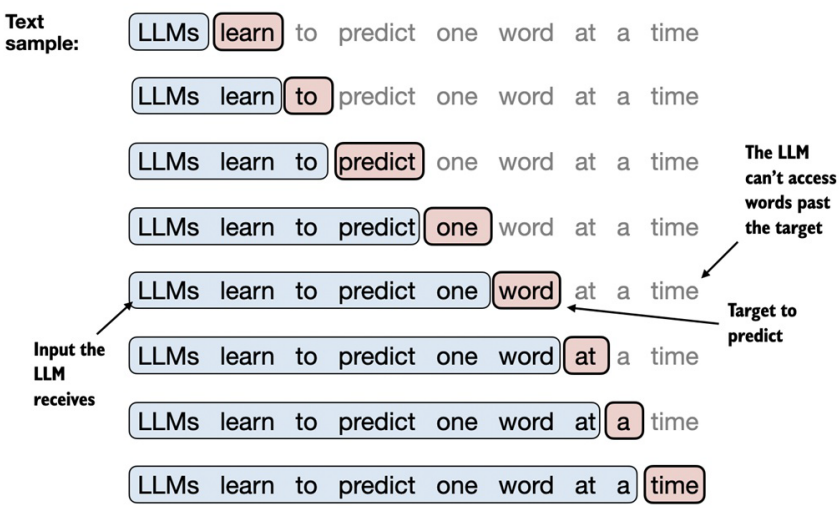 Text
sample:
LLMs learn to predict one word at a time
LLMs learn to predict one word at a time
LLMs learn to predict one word at a time
The LLM
can't access
words past
the target
LLMs learn to predict one word at a time
LLMs learn to predict one word at a time
Target to
predict
Input the
LLM
receives
LLMs learn to predict one word at a time
LLMs learn to predict one word at a time
LLMs learn to predict one word at a time